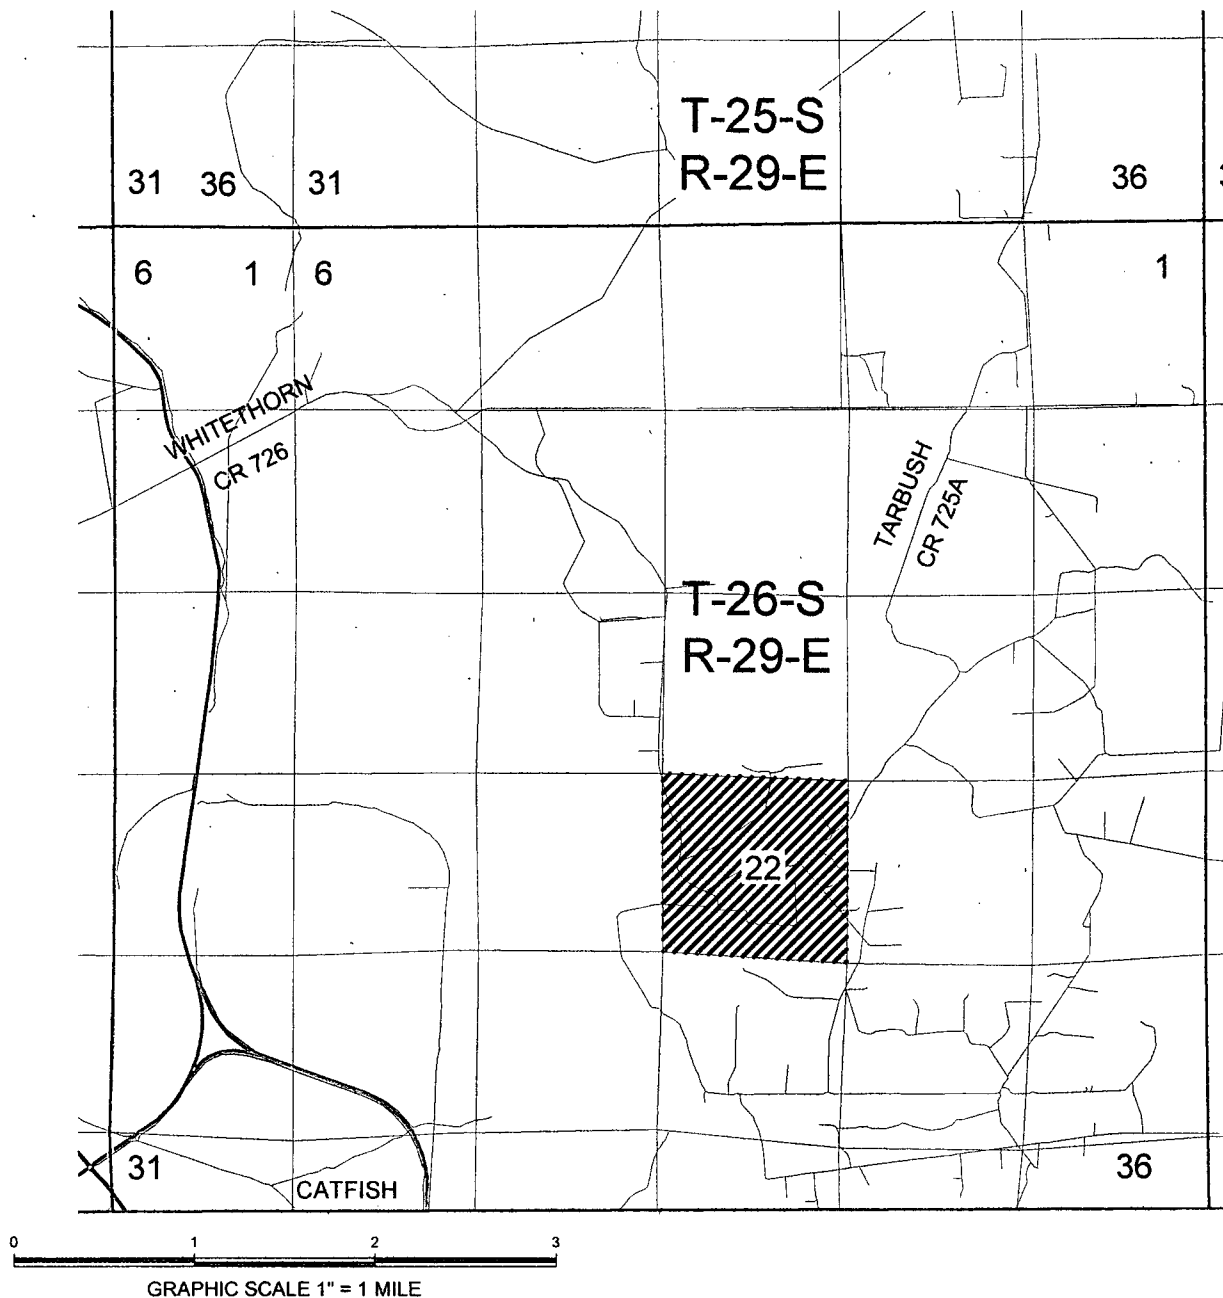 T-25-S
R-29-E
31
36
31
36
6
1
6
1
WHITETHORN
CR 726
TARBUSH
CR 725A
T-26-S
R-29-E
22
31
CATFISH
36
0
1
2
3
GRAPHIC SCALE 1" = 1 MILE